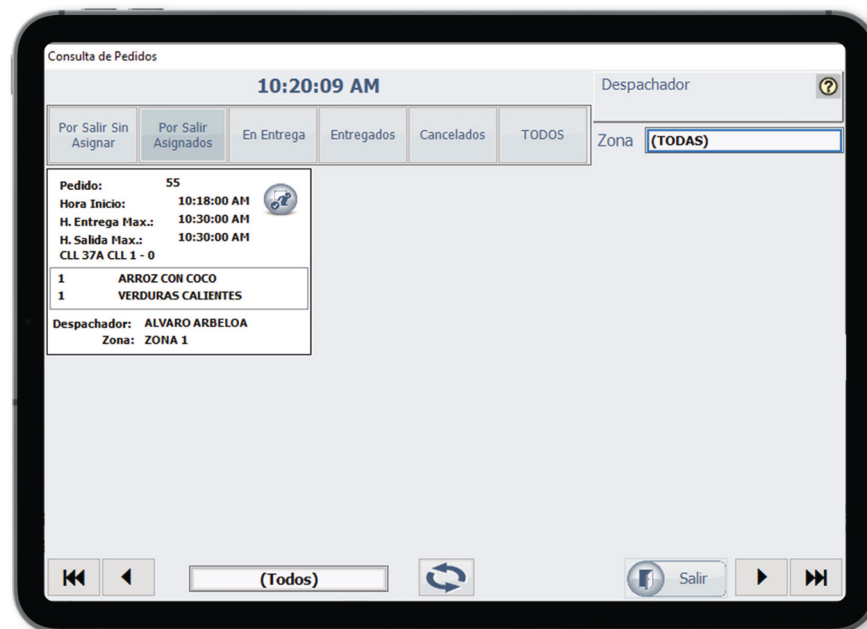 Consulta de Pedidos
10:20:09 AM
Despachador
?
Por Salir Sin
Asignar
Por Salir
Asignados
En Entrega
Entregados
Cancelados
TODOS
Zona (TODAS)
Pedido: 55
Hora Inicio: 10:18:00 AM
H. Entrega Max.: 10:30:00 AM
H. Salida Max.: 10:30:00 AM
CLL 37A CLL 1 - 0
1 ARROZ CON COCO
1 VERDURAS CALIENTES
Despachador: ALVARO ARBELOA
Zona: ZONA 1
(Todos)
Salir